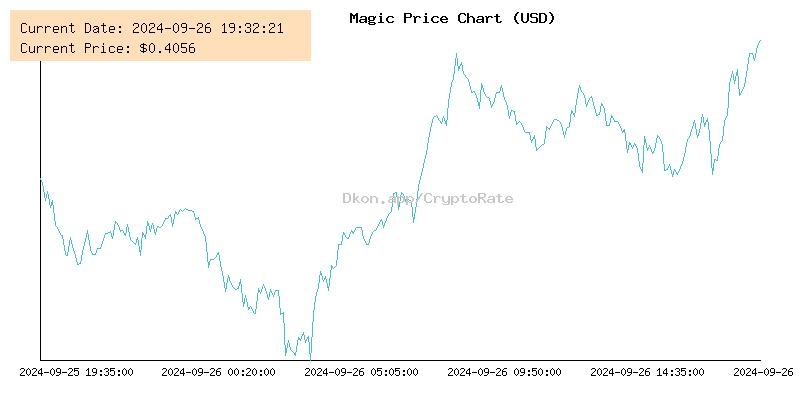 Magic Price Chart (USD)
Current Date: 2024-09-26 19:32:21
Current Price: $0.4056
Dkon.app/CryptoRate
2024-09-25 19:35:00 2024-09-26 00:20:00 2024-09-26 05:05:00 2024-09-26 09:50:00 2024-09-26 14:35:00 2024-09-26